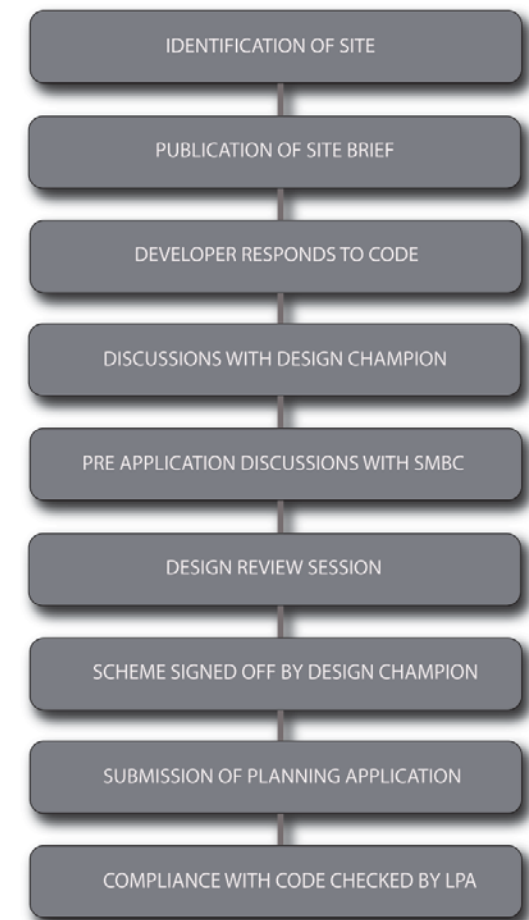 IDENTIFICATION OF SITE
PUBLICATION OF SITE BRIEF
DEVELOPER RESPONDS TO CODE
DISCUSSIONS WITH DESIGN CHAMPION
PRE APPLICATION DISCUSSIONS WITH SMBC
DESIGN REVIEW SESSION
SCHEME SIGNED OFF BY DESIGN CHAMPION
SUBMISSION OF PLANNING APPLICATION
COMPLIANCE WITH CODE CHECKED BY LPA